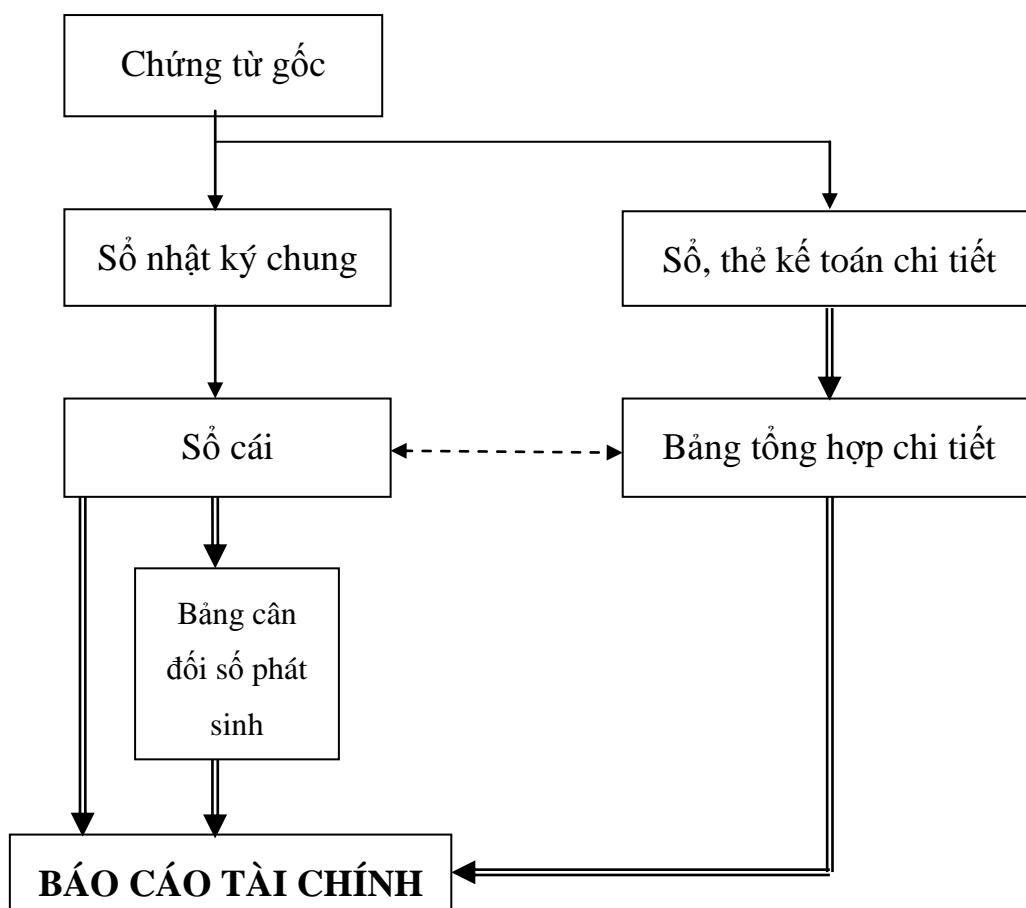 Chứng từ gốc
Sổ nhật ký chung
Sổ, thẻ kế toán chi tiết
Sổ cái
Bảng tổng hợp chi tiết
Bảng cân
đối số phát
sinh
BÁO CÁO TÀI CHÍNH